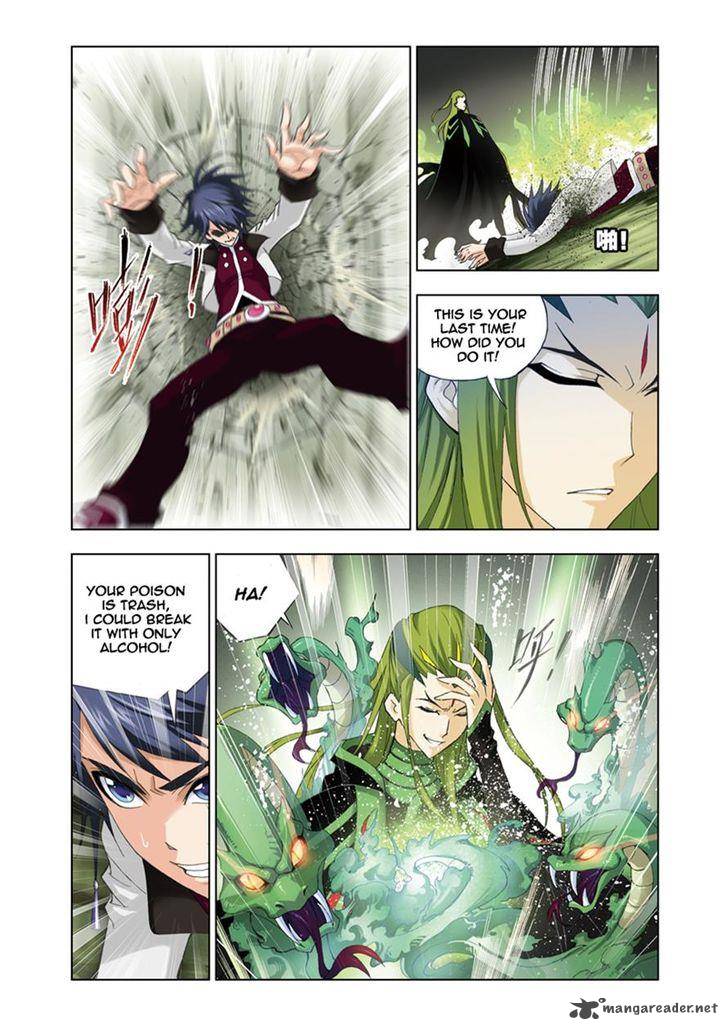 嘭!
啪!
THIS IS YOUR
LAST TIME!
HOW DID YOU
DO IT!
YOUR POISON
IS TRASH,
I COULD BREAK
IT WITH ONLY
ALCOHOL!
HA!
呼!
mangareader.net